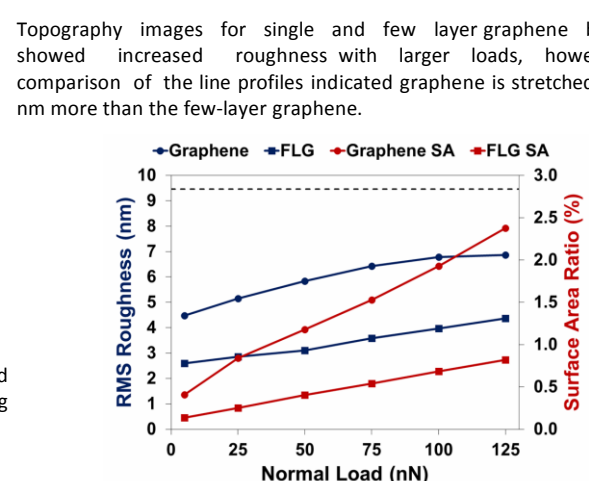 Topography images for single and few layer graphene
showed increased roughness with larger loads,
comparison of the line profiles indicated graphene is stretched
nm more than the few-layer graphene.
Graphene FLG Graphene SA FLG SA
RMS Roughness (nm)
10
9
8
7
6
5
4
3
2
1
0
3.0
2.5
2.0
1.5
1.0
0.5
0.0
Surface Area Ratio (%)
0 25 50 75 100 125
Normal Load (nN)